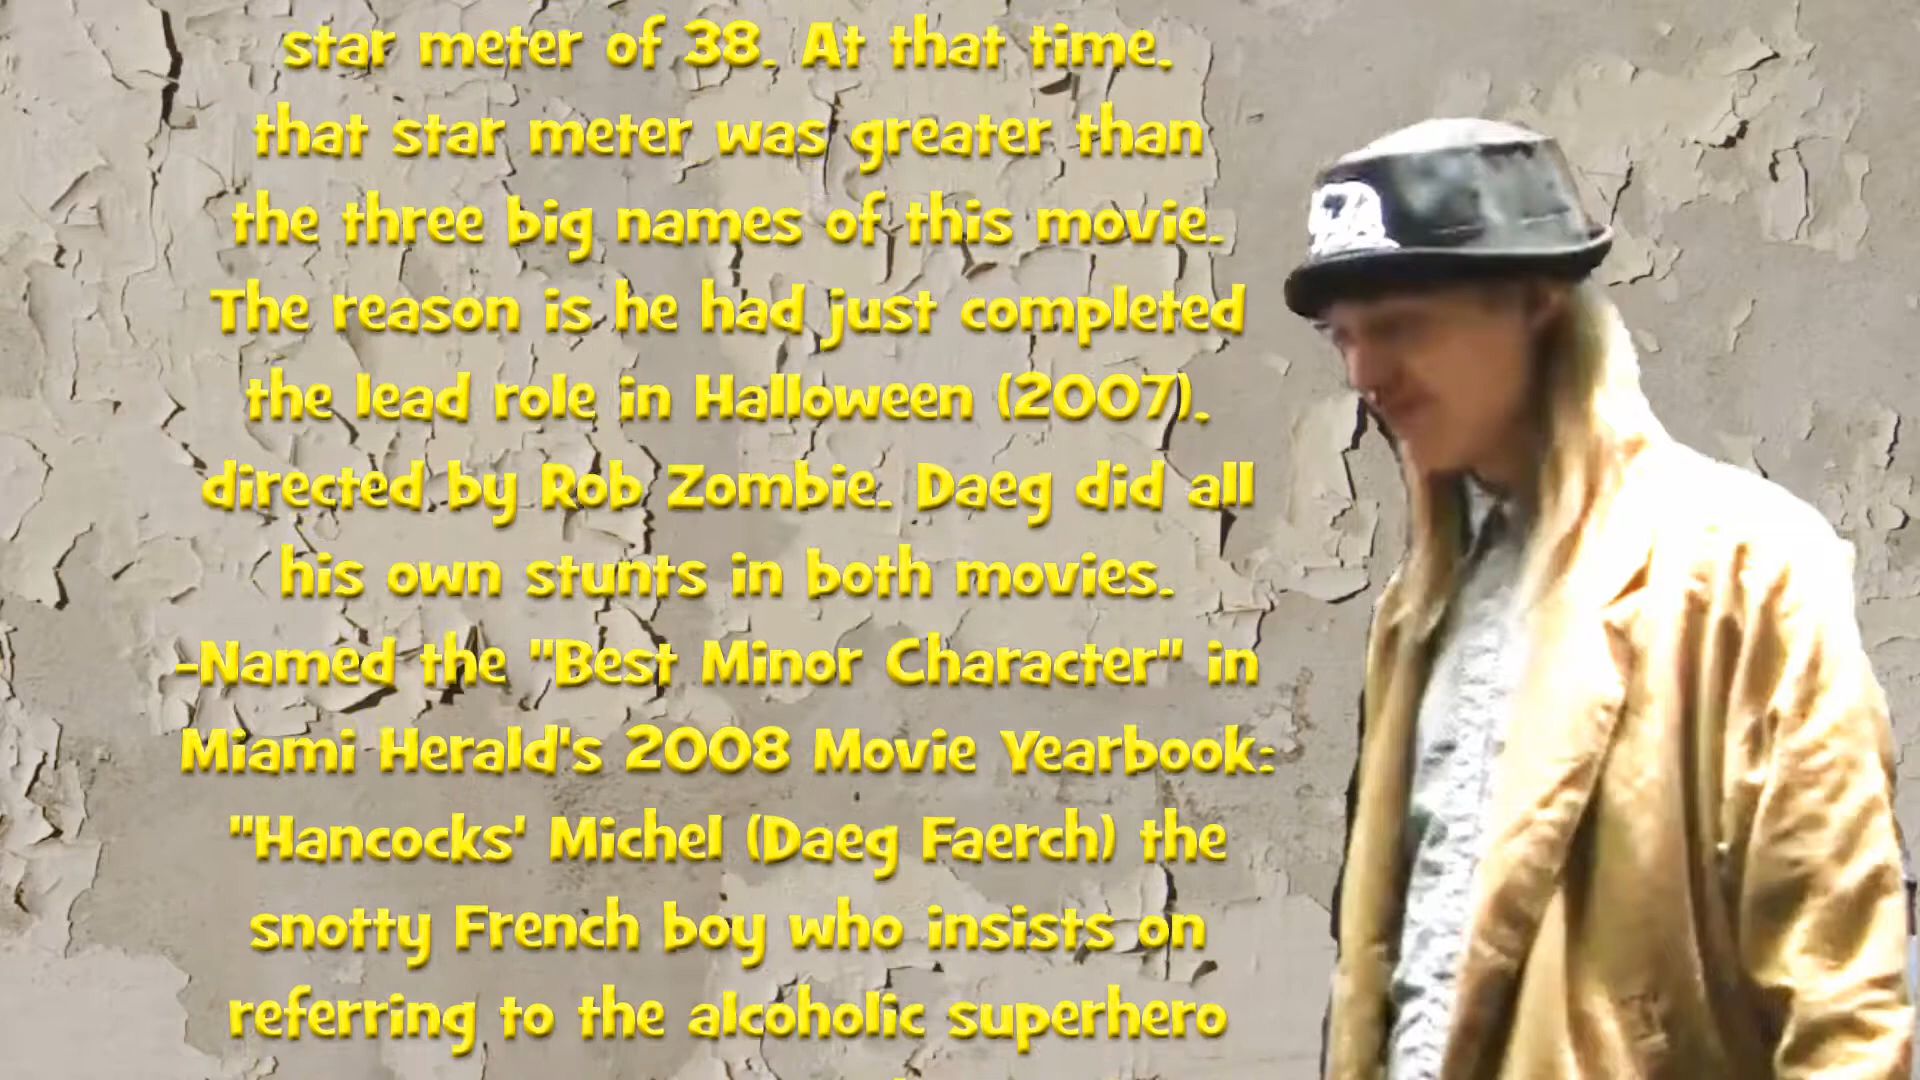 star meter of 38. At that time,
that star meter was greater than
the three big names of this movie.
The reason is he had just completed
the lead role in Halloween (2007),
directed by Rob Zombie. Daeg did all
his own stunts in both movies.
-Named the "Best Minor Character" in
Miami Herald's 2008 Movie Yearbook:
"Hancocks' Michel (Daeg Faerch) the
snotty French boy who insists on
referring to the alcoholic superhero